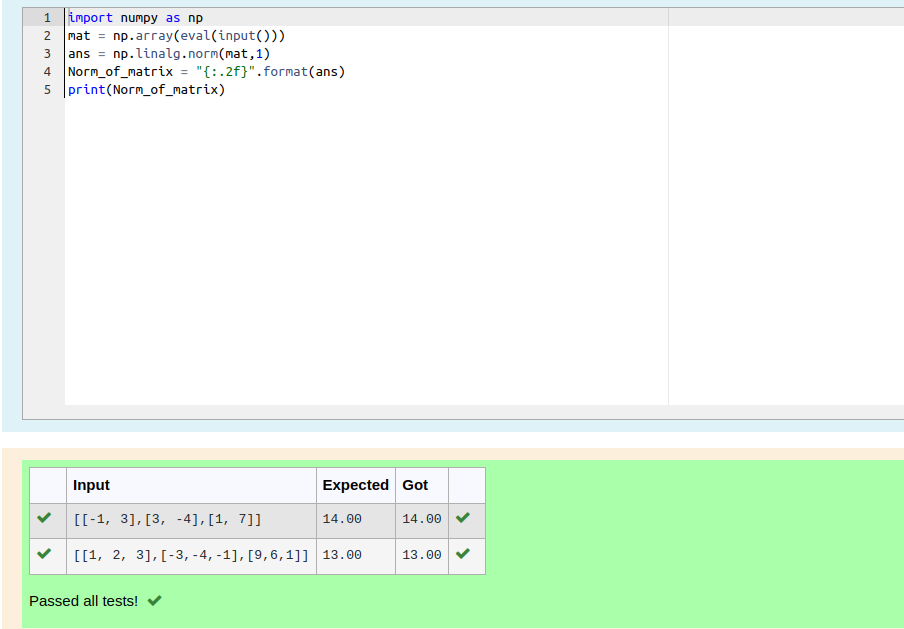 1 import numpy as np
2 mat = np.array(eval(input()))
3 ans = np.linalg.norm(mat,1)
4 Norm_of_matrix = "{:.2f}".format(ans)
5 print(Norm_of_matrix)
Input Expected Got
[[-1, 3],[3, -4],[1, 7]] 14.00 14.00
[[1, 2, 3],[-3,-4,-1],[9,6,1]] 13.00 13.00
Passed all tests!